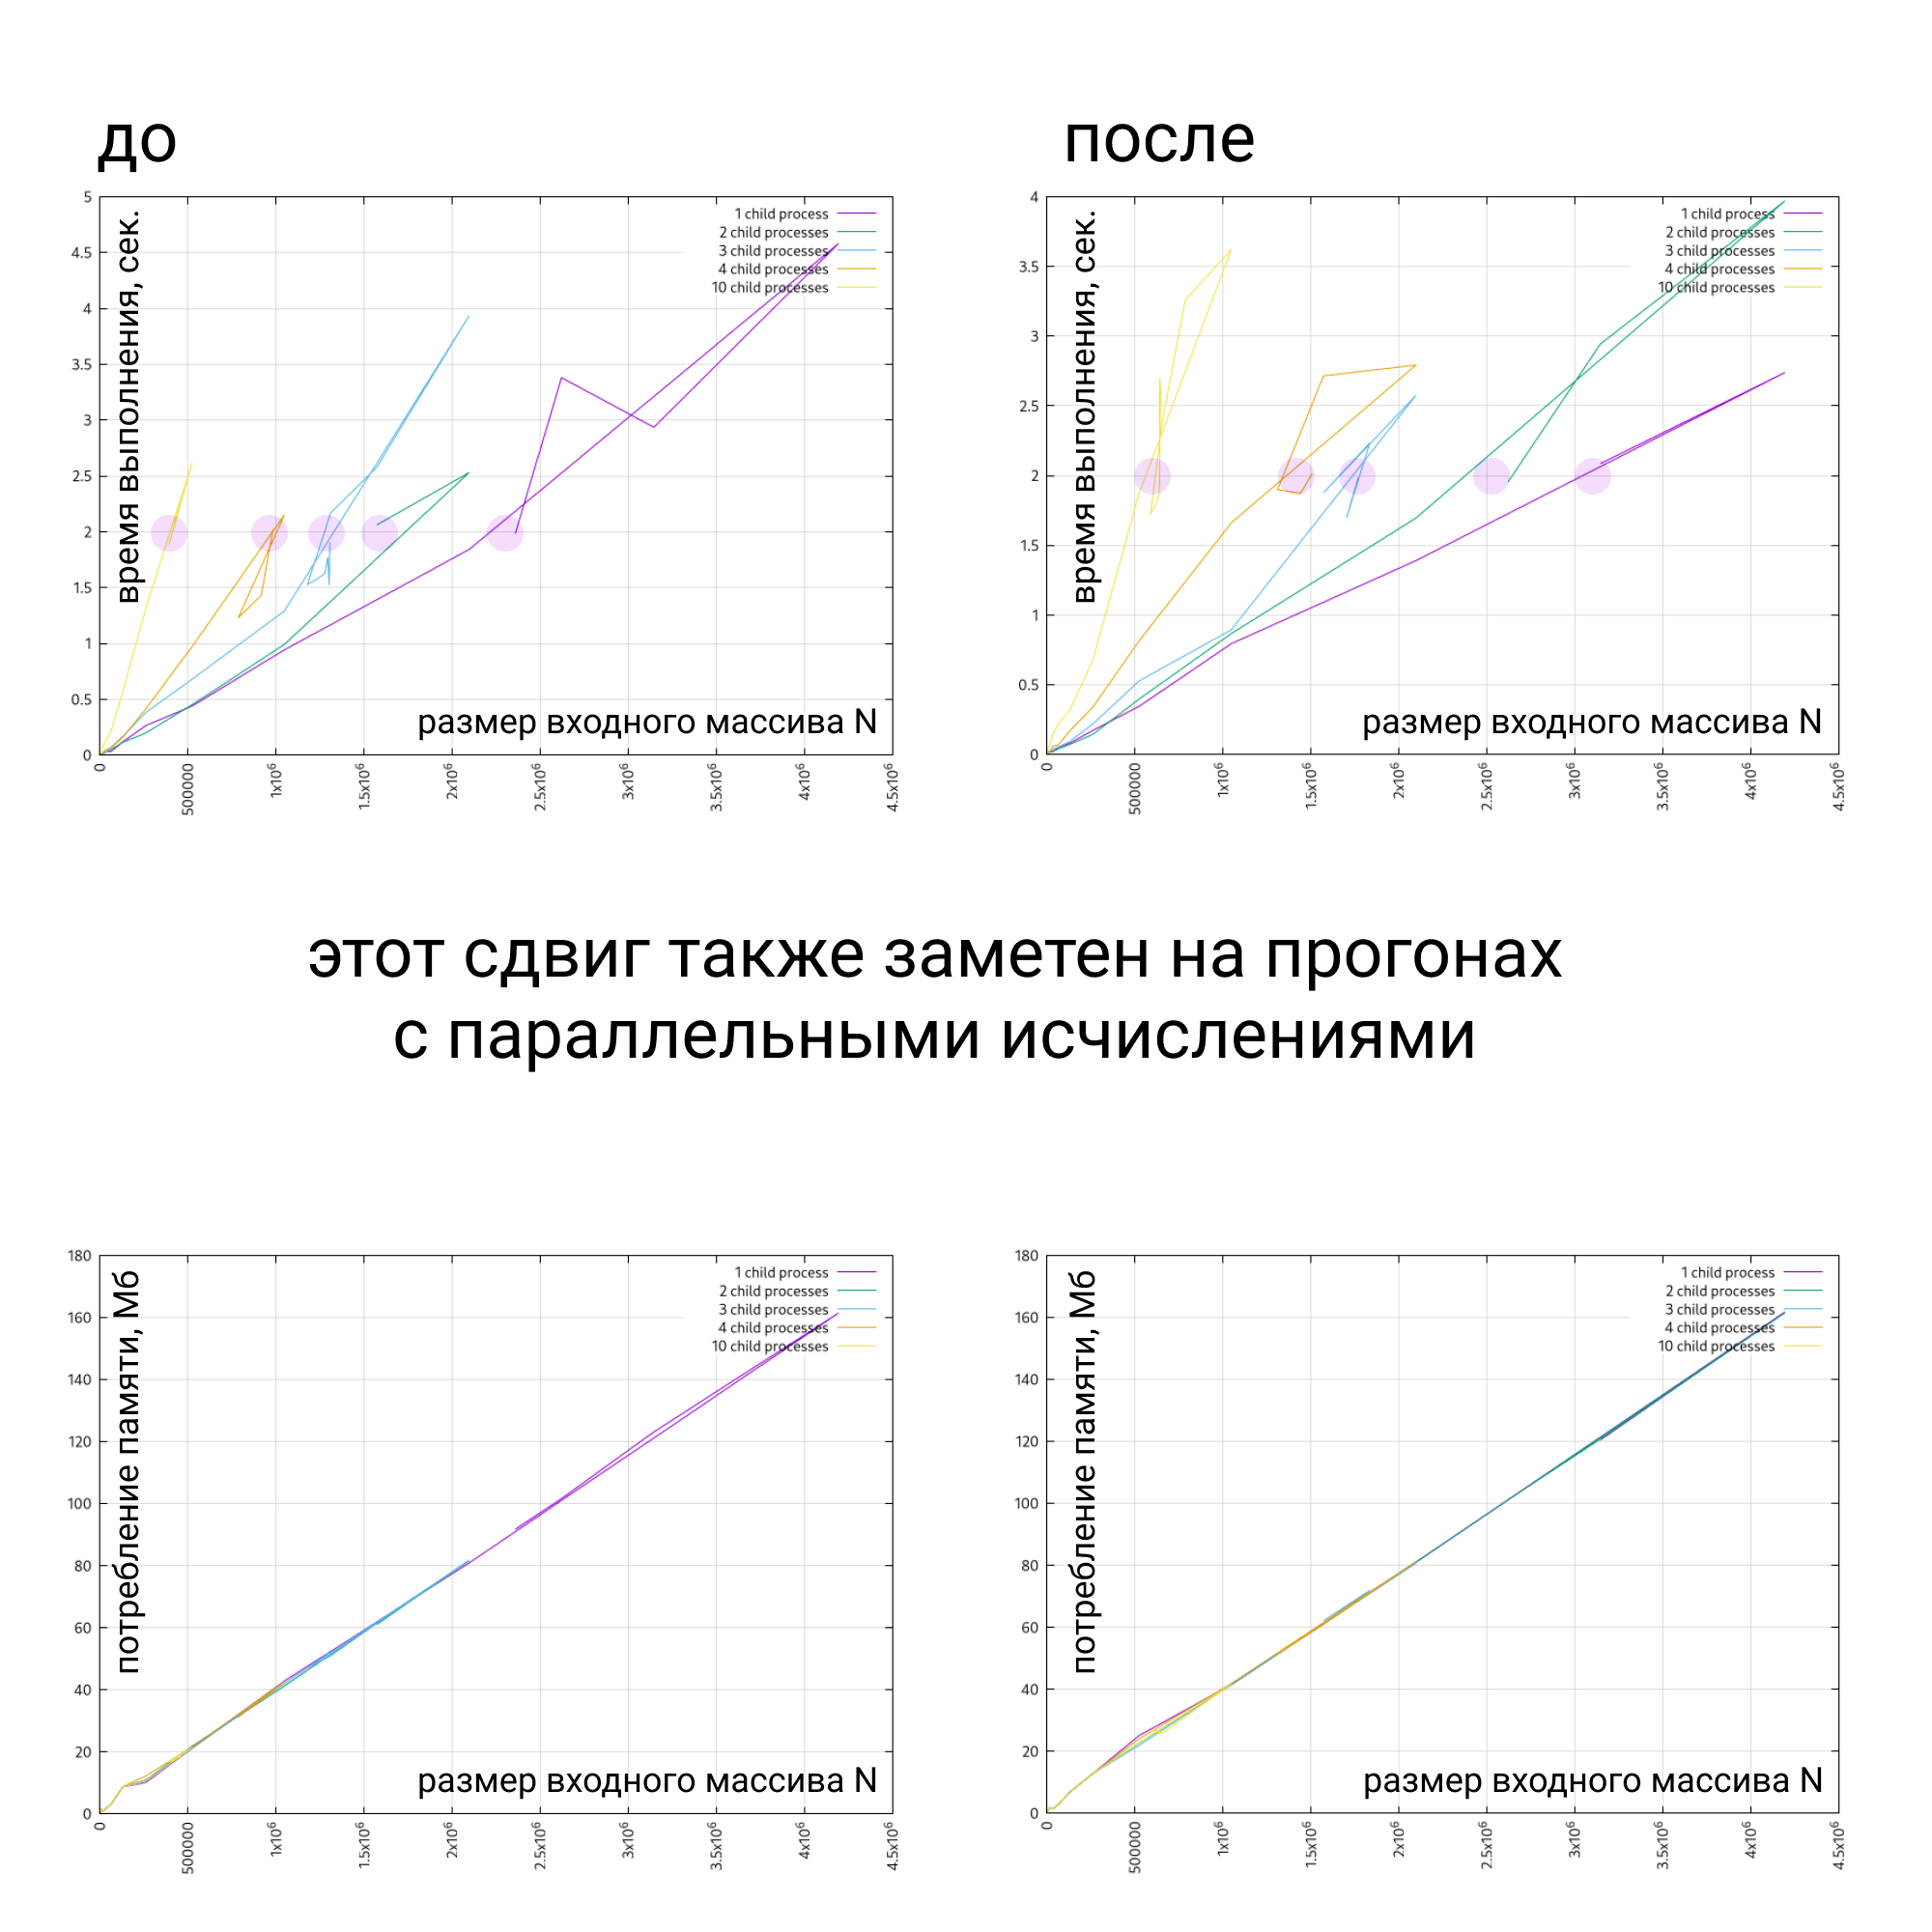 до
после
5
4.5
4
3.5
3
2.5
2
1.5
1
0.5
0
время выполнения, сек.
1 child process
2 child processes
3 child processes
4 child processes
10 child processes
размер входного массива N
0
500000
1x10⁶
1.5x10⁶
2x10⁶
2.5x10⁶
3x10⁶
3.5x10⁶
4x10⁶
4.5x10⁶
4
3.5
3
2.5
2
1.5
1
0.5
0
время выполнения, сек.
1 child process
2 child processes
3 child processes
4 child processes
10 child processes
размер входного массива N
0
500000
1x10⁶
1.5x10⁶
2x10⁶
2.5x10⁶
3x10⁶
3.5x10⁶
4x10⁶
4.5x10⁶
этот сдвиг также заметен на прогонах
с параллельными исчислениями
180
160
140
120
100
80
60
40
20
0
потребление памяти, Мб
1 child process
2 child processes
3 child processes
4 child processes
10 child processes
размер входного массива N
0
500000
1x10⁶
1.5x10⁶
2x10⁶
2.5x10⁶
3x10⁶
3.5x10⁶
4x10⁶
4.5x10⁶
180
160
140
120
100
80
60
40
20
0
потребление памяти, Мб
1 child process
2 child processes
3 child processes
4 child processes
10 child processes
размер входного массива N
0
500000
1x10⁶
1.5x10⁶
2x10⁶
2.5x10⁶
3x10⁶
3.5x10⁶
4x10⁶
4.5x10⁶